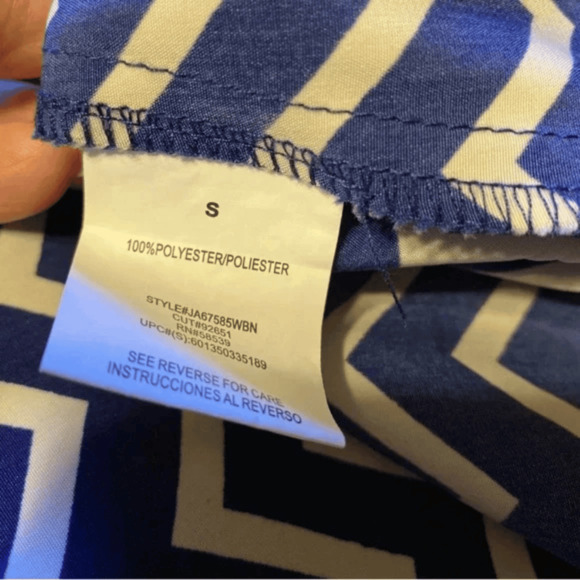 S
100%POLYESTER/POLIESTER
STYLE#JA67585WBN
CUT#92651
RN#58539
UPC#(S):601350335189
SEE REVERSE FOR CARE
INSTRUCCIONES AL REVERSO